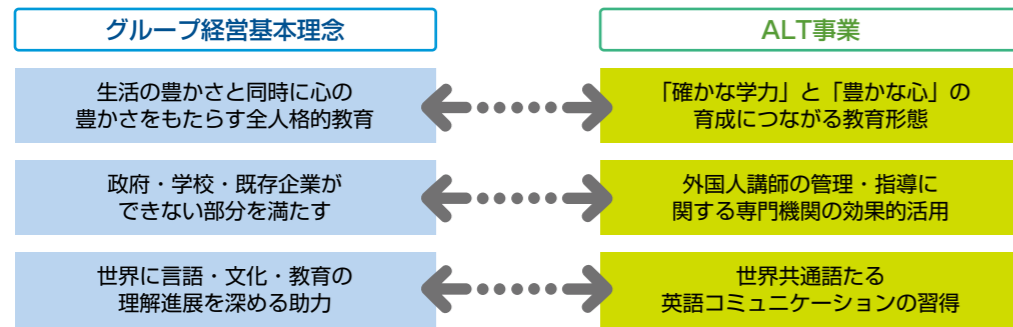 グループ経営基本理念
ALT事業
生活の豊かさと同時に心の
豊かさをもたらす全人格的教育
「確かな学力」と「豊かな心」の
育成につながる教育形態
政府・学校・既存企業が
できない部分を満たす
外国人講師の管理・指導に
関する専門機関の効果的活用
世界に言語・文化・教育の
理解進展を深める助力
世界共通語たる
英語コミュニケーションの習得